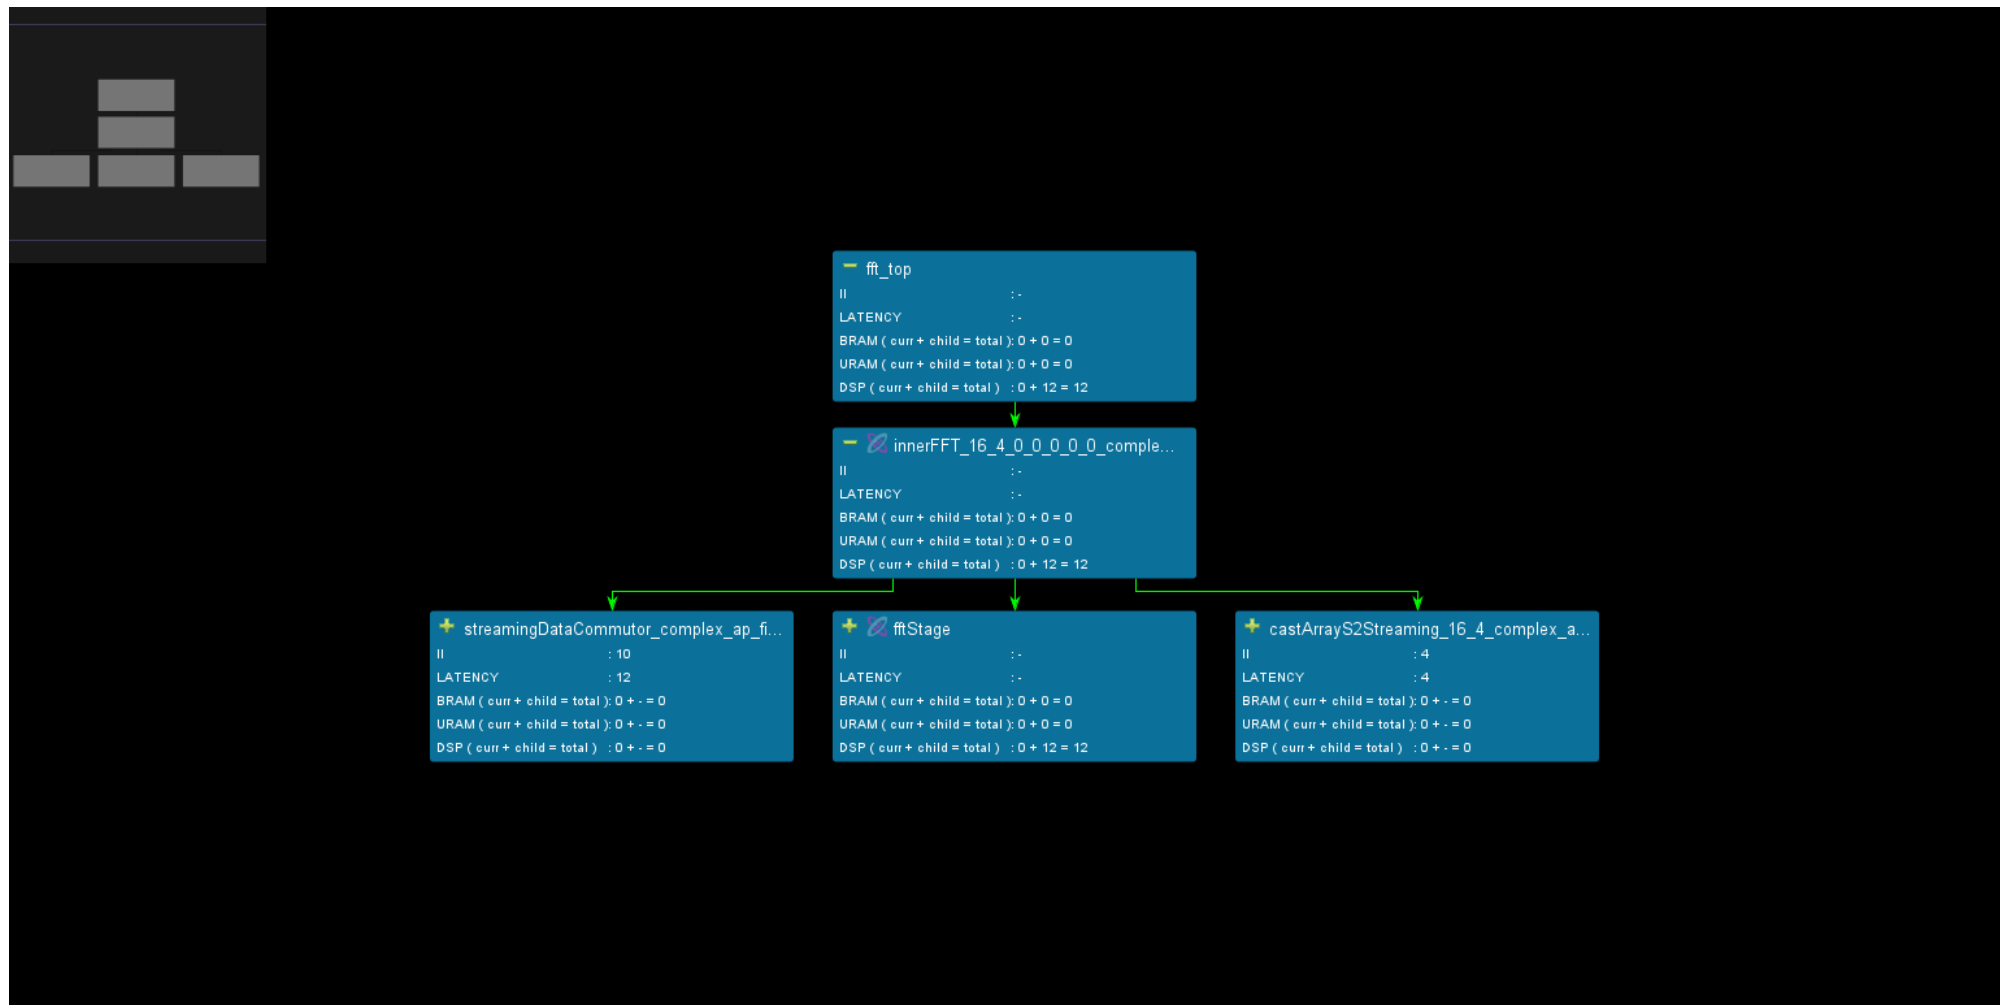 fft_top
II : -
LATENCY : -
BRAM ( curr + child = total ): 0 + 0 = 0
URAM ( curr + child = total ): 0 + 0 = 0
DSP ( curr + child = total ) : 0 + 12 = 12
innerFFT_16_4_0_0_0_0_0_comple...
II : -
LATENCY : -
BRAM ( curr + child = total ): 0 + 0 = 0
URAM ( curr + child = total ): 0 + 0 = 0
DSP ( curr + child = total ) : 0 + 12 = 12
streamingDataCommutor_complex_ap_fi...
II : 10
LATENCY : 12
BRAM ( curr + child = total ): 0 + - = 0
URAM ( curr + child = total ): 0 + - = 0
DSP ( curr + child = total ) : 0 + - = 0
fftStage
II : -
LATENCY : -
BRAM ( curr + child = total ): 0 + 0 = 0
URAM ( curr + child = total ): 0 + 0 = 0
DSP ( curr + child = total ) : 0 + 12 = 12
castArrayS2Streaming_16_4_complex_a...
II : 4
LATENCY : 4
BRAM ( curr + child = total ): 0 + - = 0
URAM ( curr + child = total ): 0 + - = 0
DSP ( curr + child = total ) : 0 + - = 0